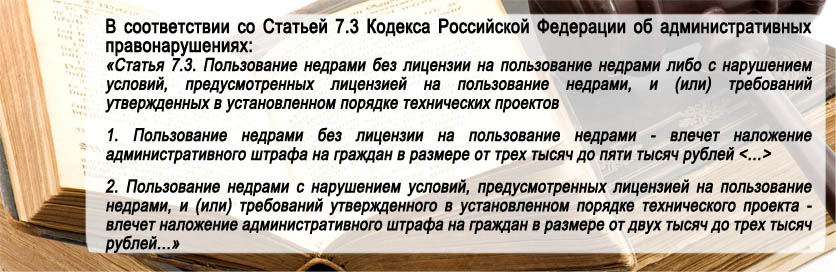 В соответствии со Статьей 7.3 Кодекса Российской Федерации об административных
правонарушениях:
«Статья 7.3. Пользование недрами без лицензии на пользование недрами либо с нарушением
условий, предусмотренных лицензией на пользование недрами, и (или) требований
утвержденных в установленном порядке технических проектов
1. Пользование недрами без лицензии на пользование недрами - влечет наложение
административного штрафа на граждан в размере от трех тысяч до пяти тысяч рублей <...>
2. Пользование недрами с нарушением условий, предусмотренных лицензией на пользование
недрами, и (или) требований утвержденного в установленном порядке технического проекта -
влечет наложение административного штрафа на граждан в размере от двух тысяч до трех тысяч
рублей...»